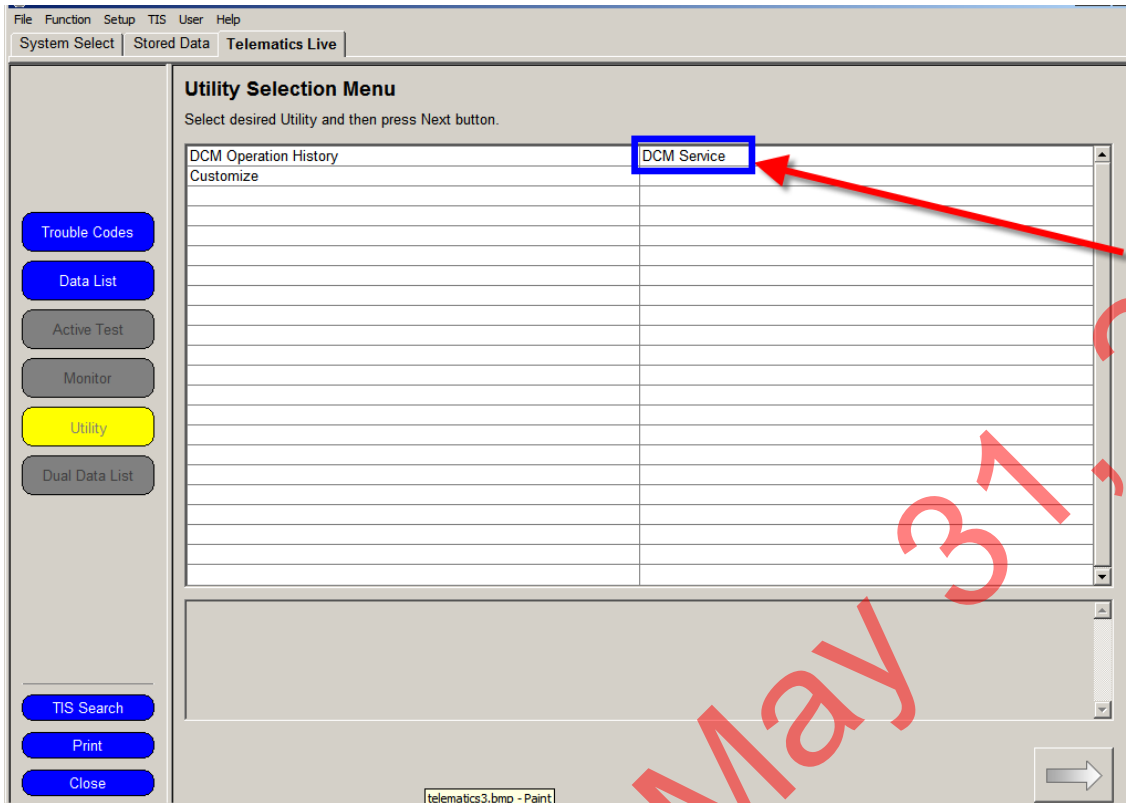 File Function Setup TIS User Help
System Select Stored Data Telematics Live
Utility Selection Menu
Select desired Utility and then press Next button.
DCM Operation History DCM Service
Customize
Trouble Codes
Data List
Active Test
Monitor
Utility
Dual Data List
TIS Search
Print
Close
telematics3.bmp - Paint
May 31,